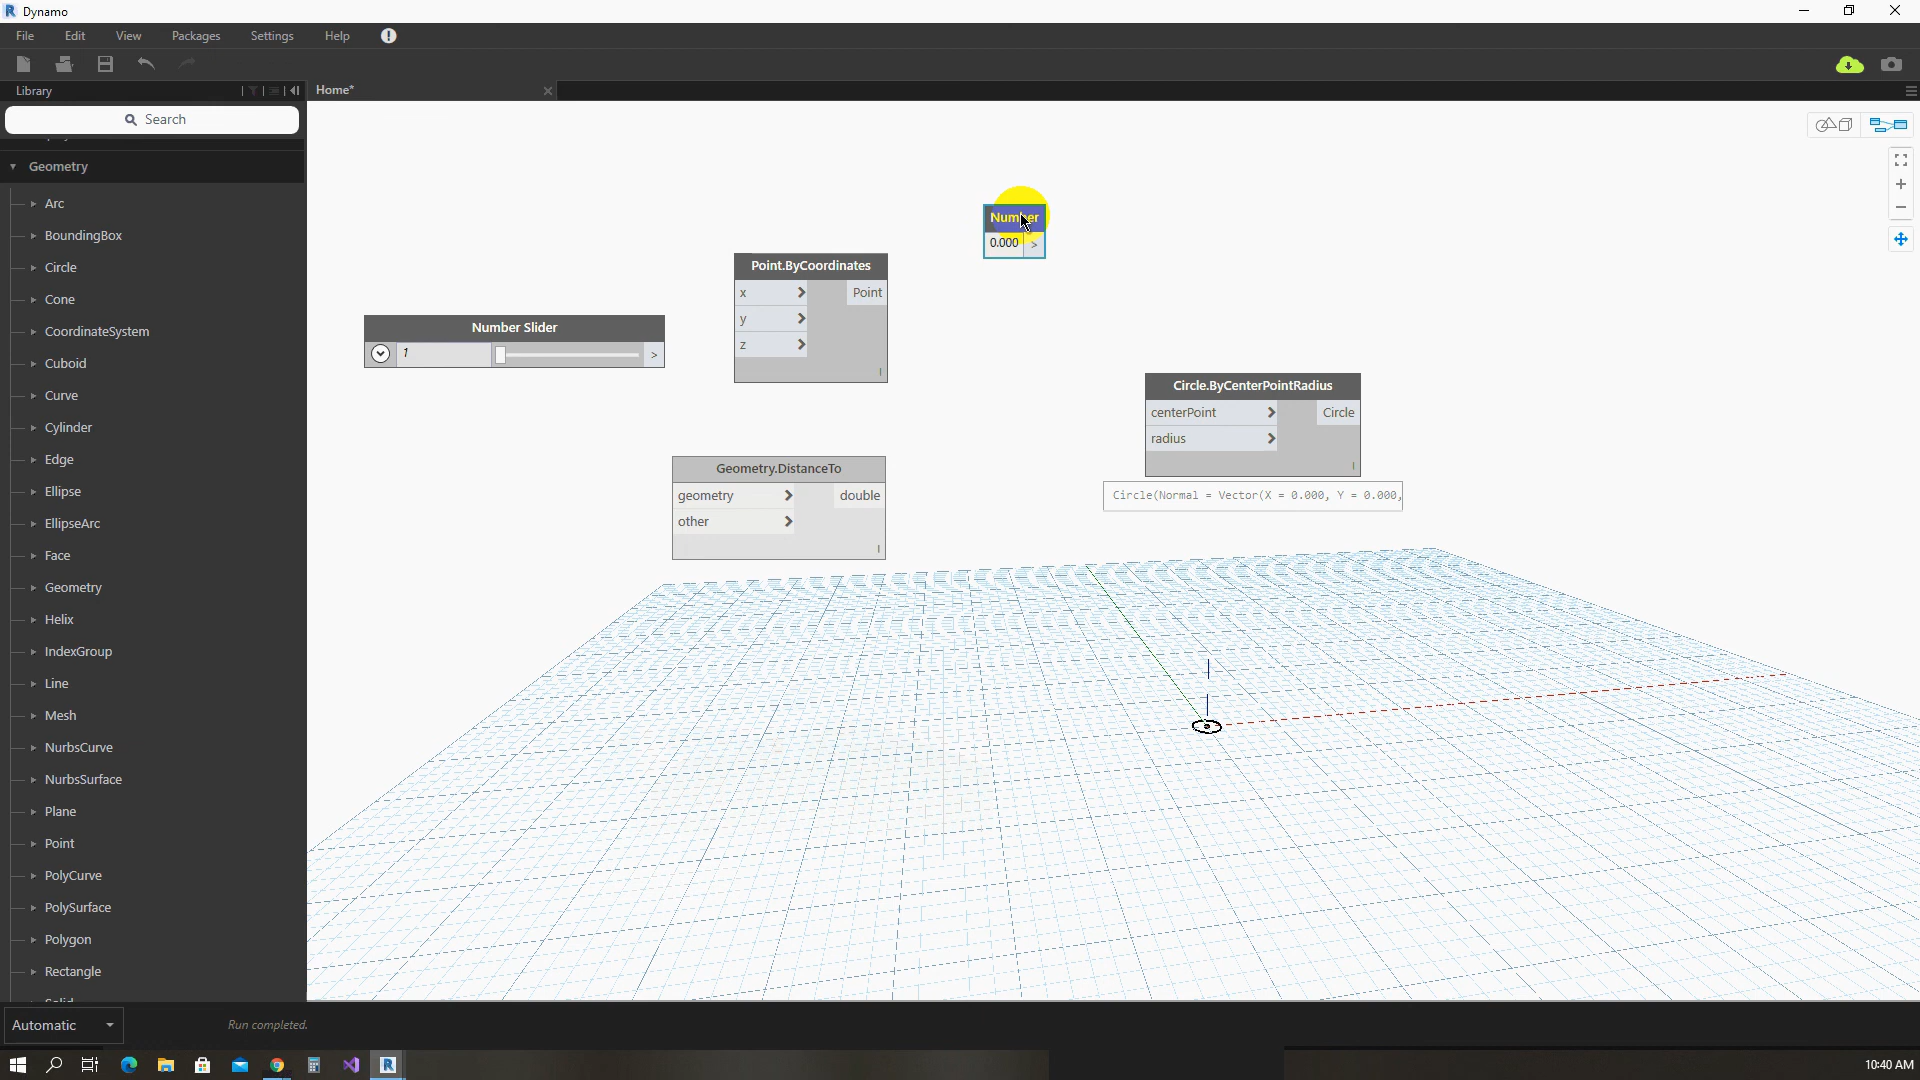 Dynamo
File Edit View Packages Settings Help
Library
Home*
Search
Geometry
Arc
BoundingBox
Circle
Cone
CoordinateSystem
Cuboid
Curve
Cylinder
Edge
Ellipse
EllipseArc
Face
Geometry
Helix
IndexGroup
Line
Mesh
NurbsCurve
NurbsSurface
Plane
Point
PolyCurve
PolySurface
Polygon
Rectangle
Number
0.000 >
Point.ByCoordinates
x > Point
y >
z >
Number Slider
1 >
Circle.ByCenterPointRadius
centerPoint > Circle
radius >
Circle(Normal = Vector(X = 0.000, Y = 0.000,
Geometry.DistanceTo
geometry > double
other >
Automatic
Run completed.
10:40 AM